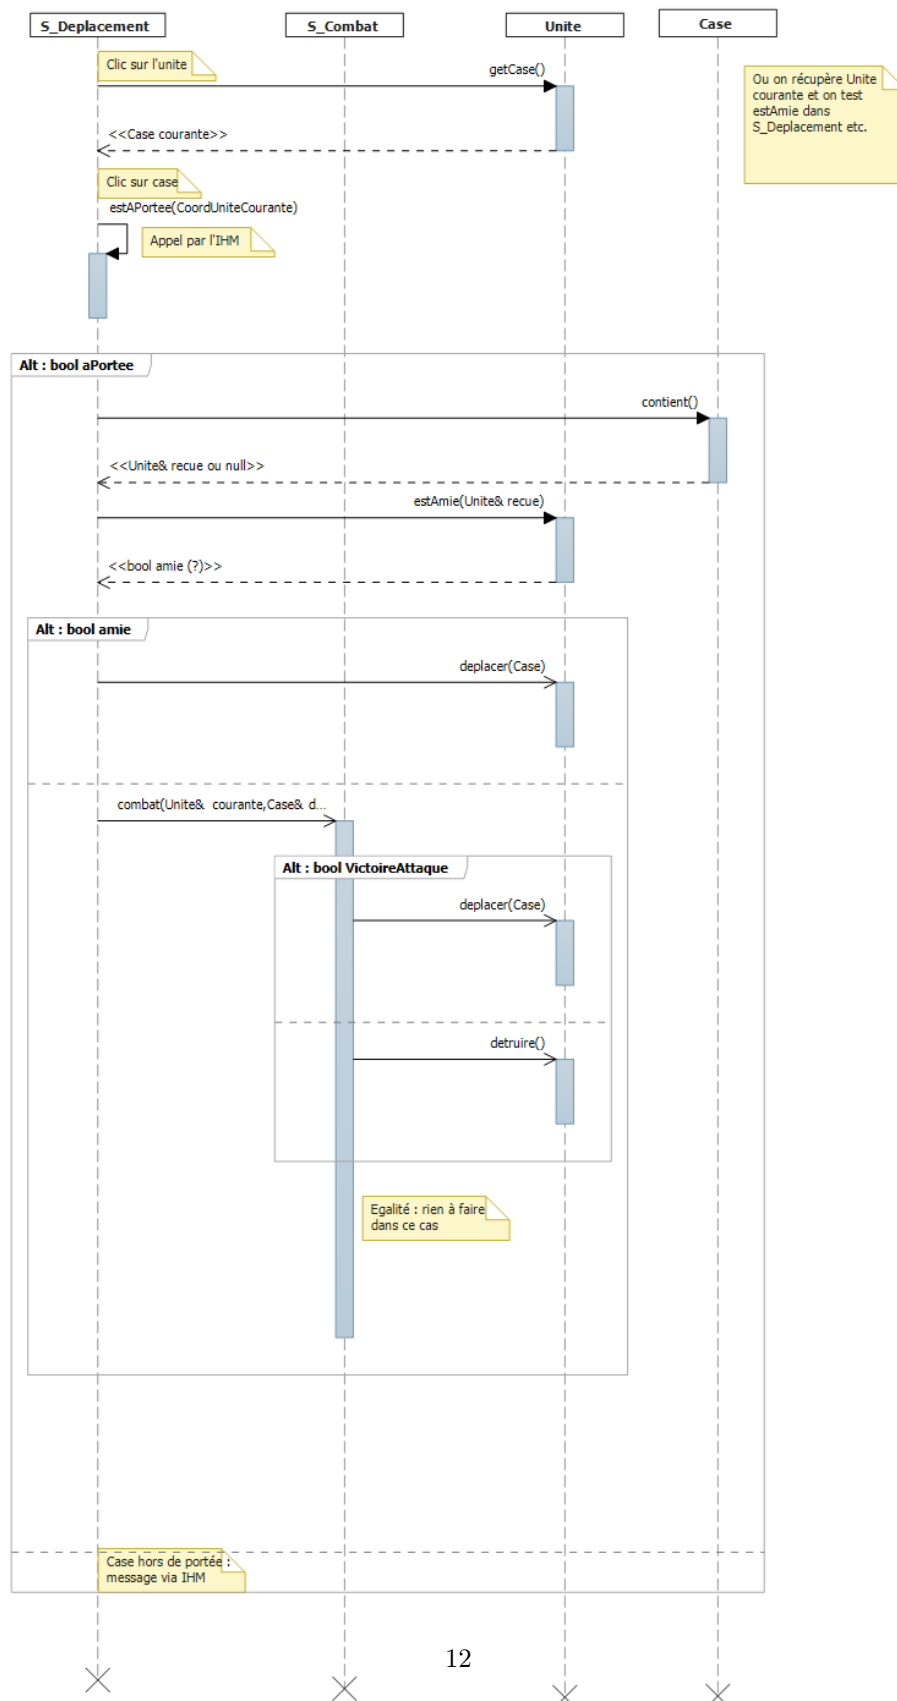 S_Deplacement
S_Combat
Unite
Case
Clic sur l'unite
getCase()
Ou on récupère Unite
courante et on test
estAmie dans
S_Deplacement etc.
<<Case courante>>
Clic sur case
estAPortee(CoordUniteCourante)
Appel par l'IHM
Alt : bool aPortee
contient()
<<Unite& recue ou null>>
estAmie(Unite& recue)
<<bool amie (?)>>
Alt : bool amie
deplacer(Case)
combat(Unite& courante,Case& d...
Alt : bool VictoireAttaque
deplacer(Case)
detruire()
Egalité : rien à faire
dans ce cas
Case hors de portée :
message via IHM
12